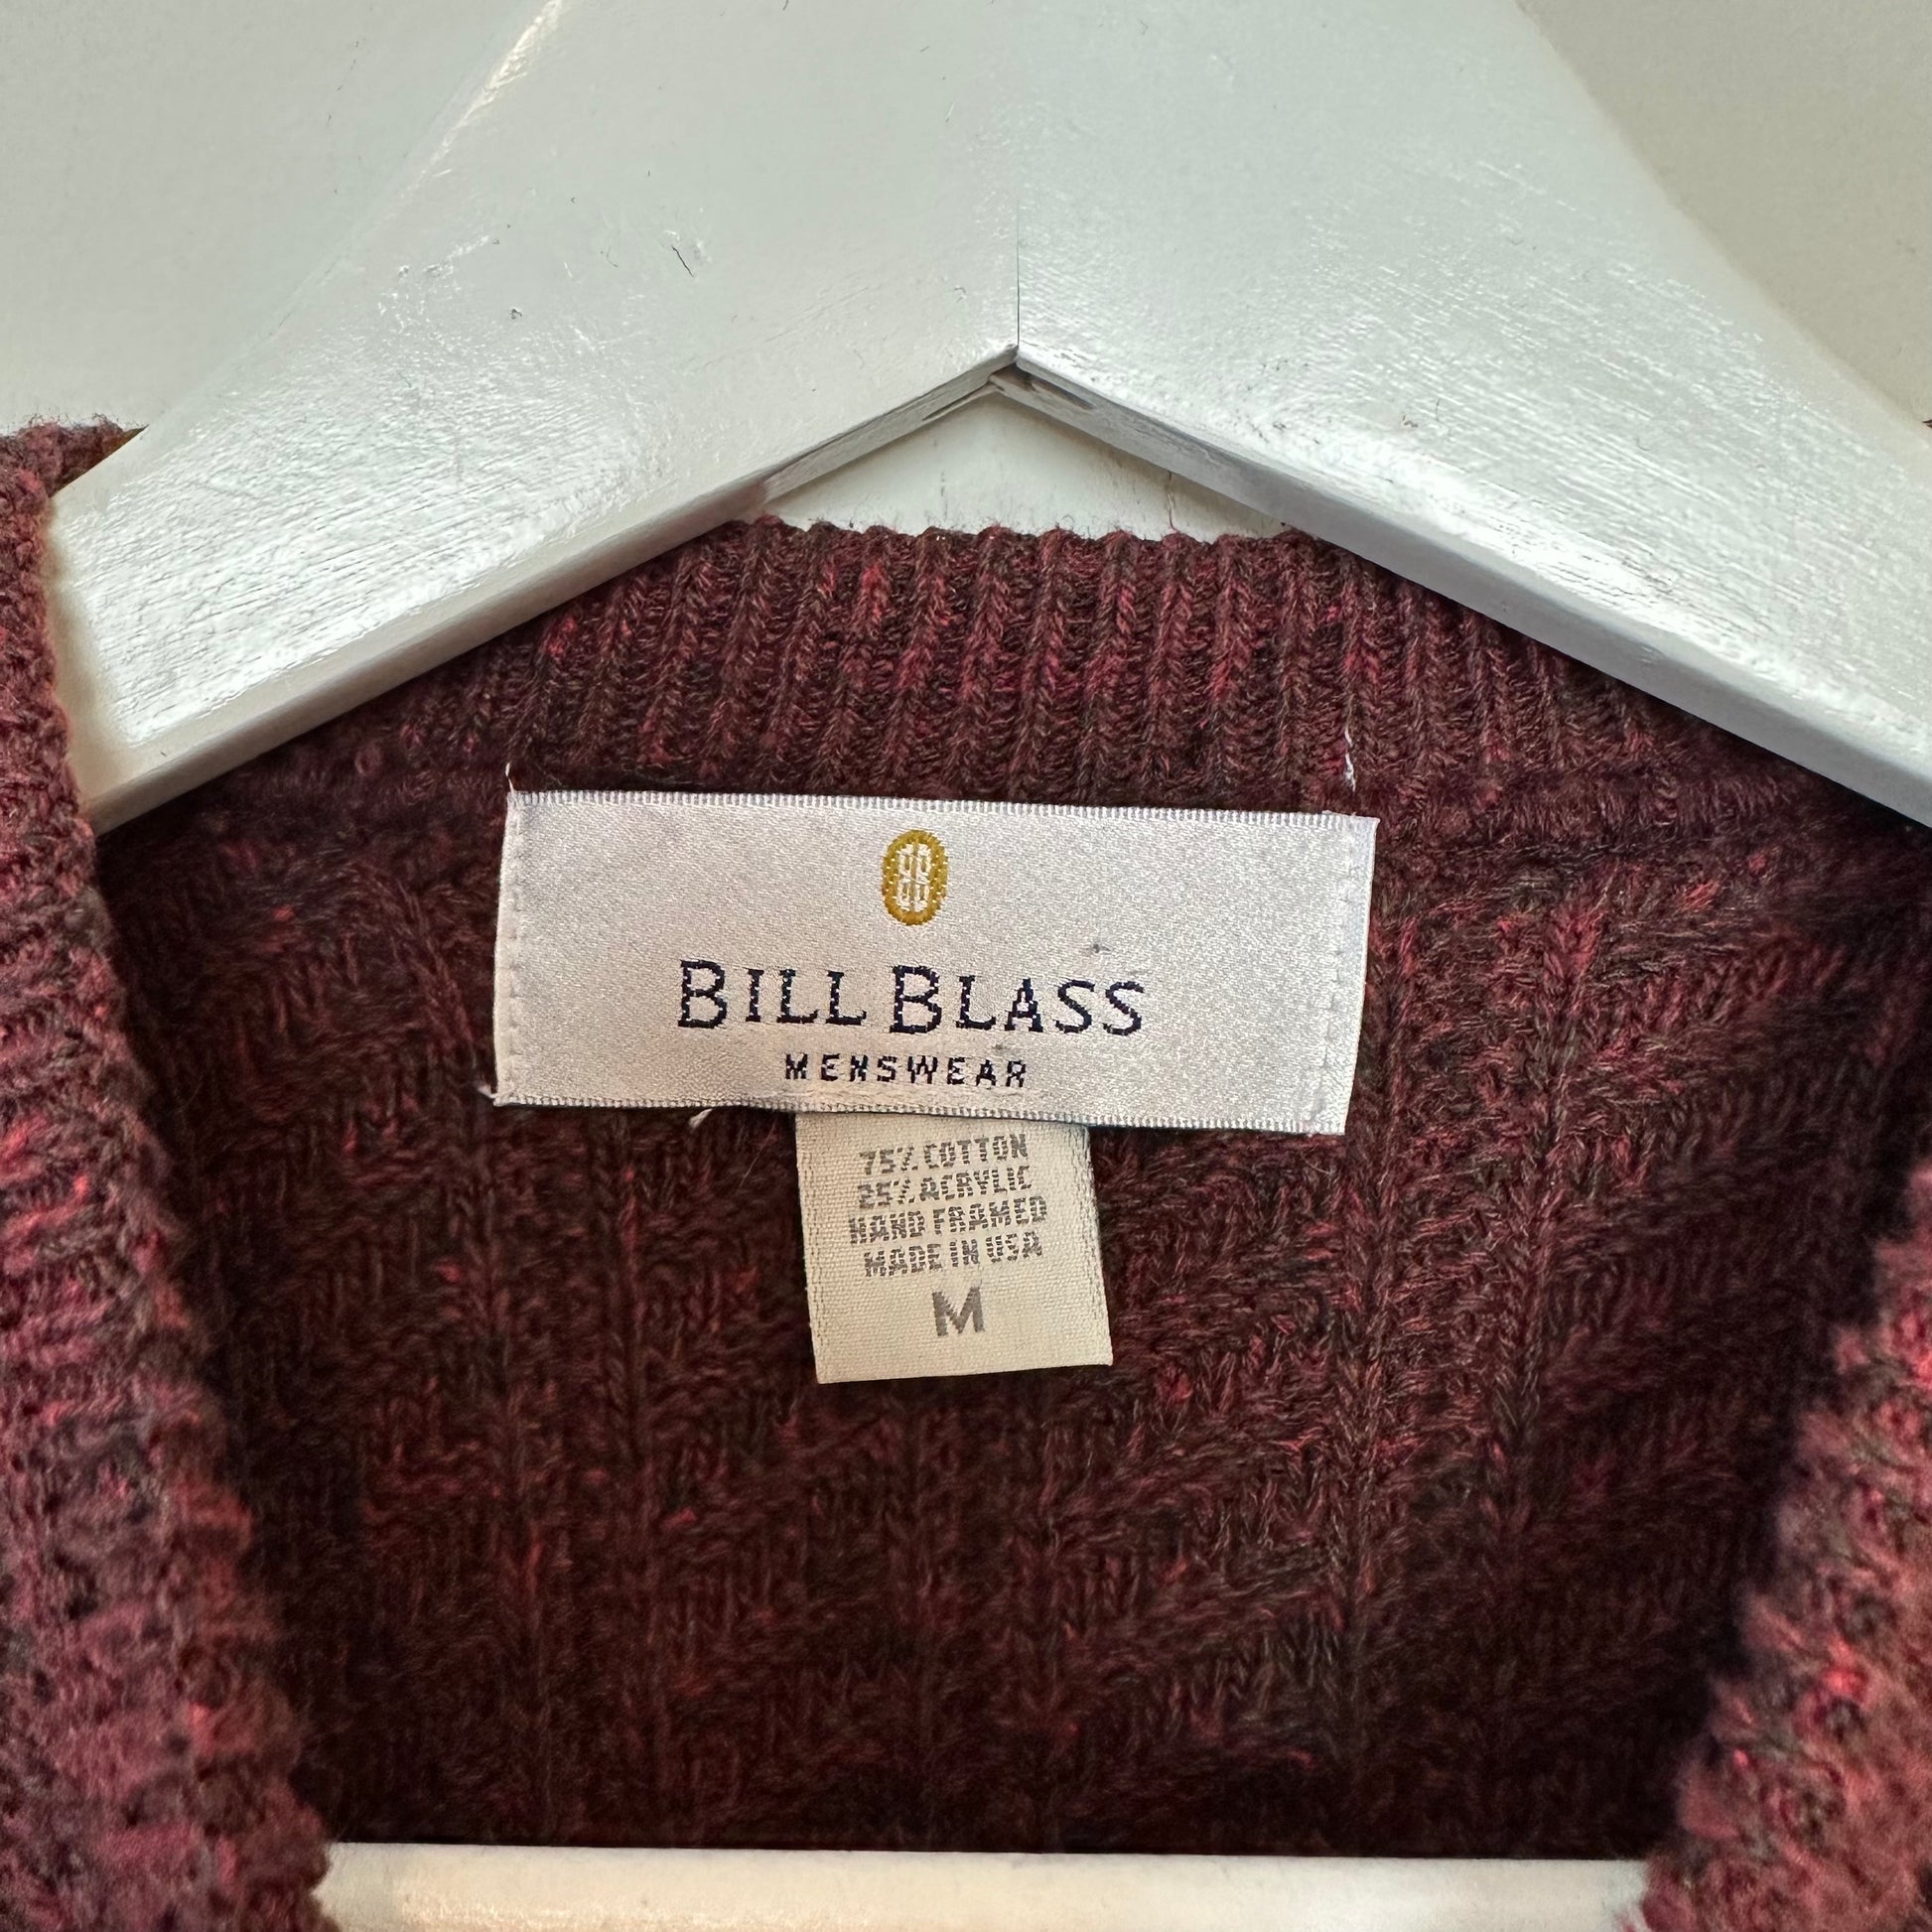 BILL BLASS
MENSWEAR
75% COTTON
25% ACRYLIC
HAND FRAMED
MADE IN USA
M